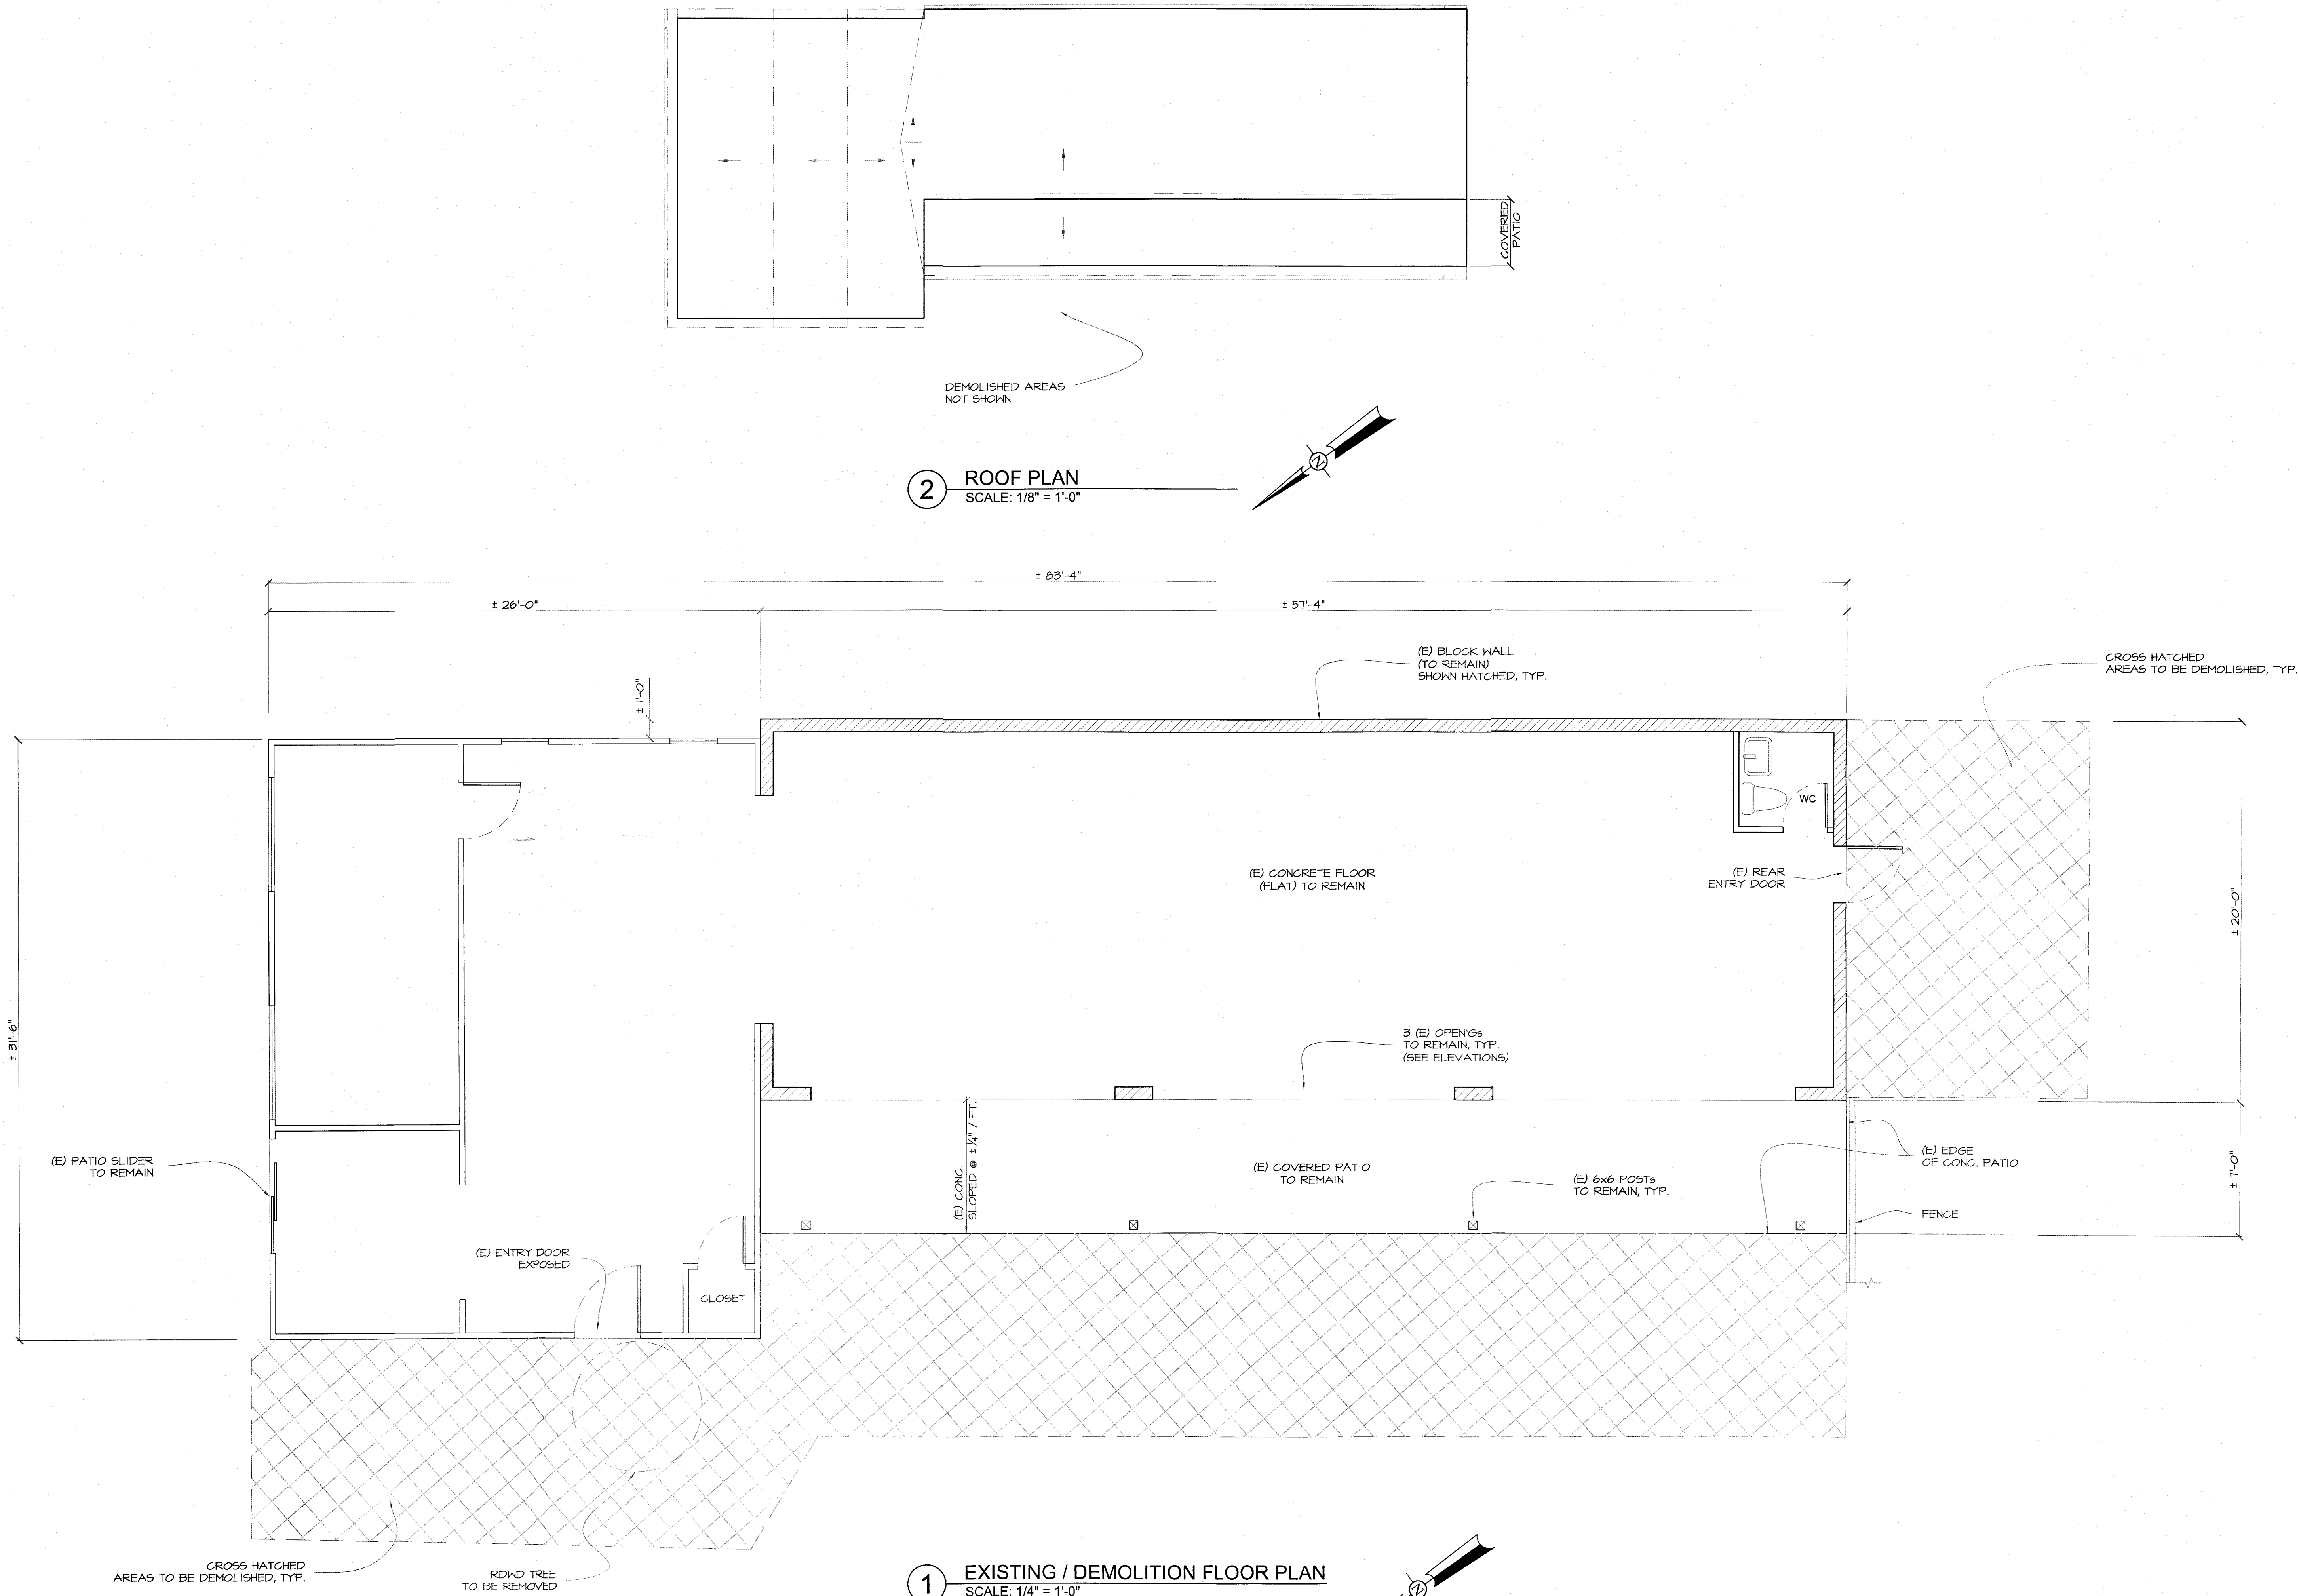 COVERED
PATIO
DEMOLISHED AREAS
NOT SHOWN
N
2
ROOF PLAN
SCALE: 1/8" = 1'-0"
± 83'-4"
± 26'-0"
± 57'-4"
(E) BLOCK WALL
(TO REMAIN)
SHOWN HATCHED, TYP.
CROSS HATCHED
AREAS TO BE DEMOLISHED, TYP.
± 1'-0"
WC
(E) CONCRETE FLOOR
(FLAT) TO REMAIN
(E) REAR
ENTRY DOOR
± 20'-0"
± 31'-6"
3 (E) OPEN'Gs
TO REMAIN, TYP.
(SEE ELEVATIONS)
(E) PATIO SLIDER
TO REMAIN
(E) CONC.
SLOPED @ ± 1/4" / FT.
(E) COVERED PATIO
TO REMAIN
(E) 6x6 POSTs
TO REMAIN, TYP.
(E) EDGE
OF CONC. PATIO
± 7'-0"
FENCE
(E) ENTRY DOOR
EXPOSED
CLOSET
CROSS HATCHED
AREAS TO BE DEMOLISHED, TYP.
RDWD TREE
TO BE REMOVED
1
EXISTING / DEMOLITION FLOOR PLAN
SCALE: 1/4" = 1'-0"
N